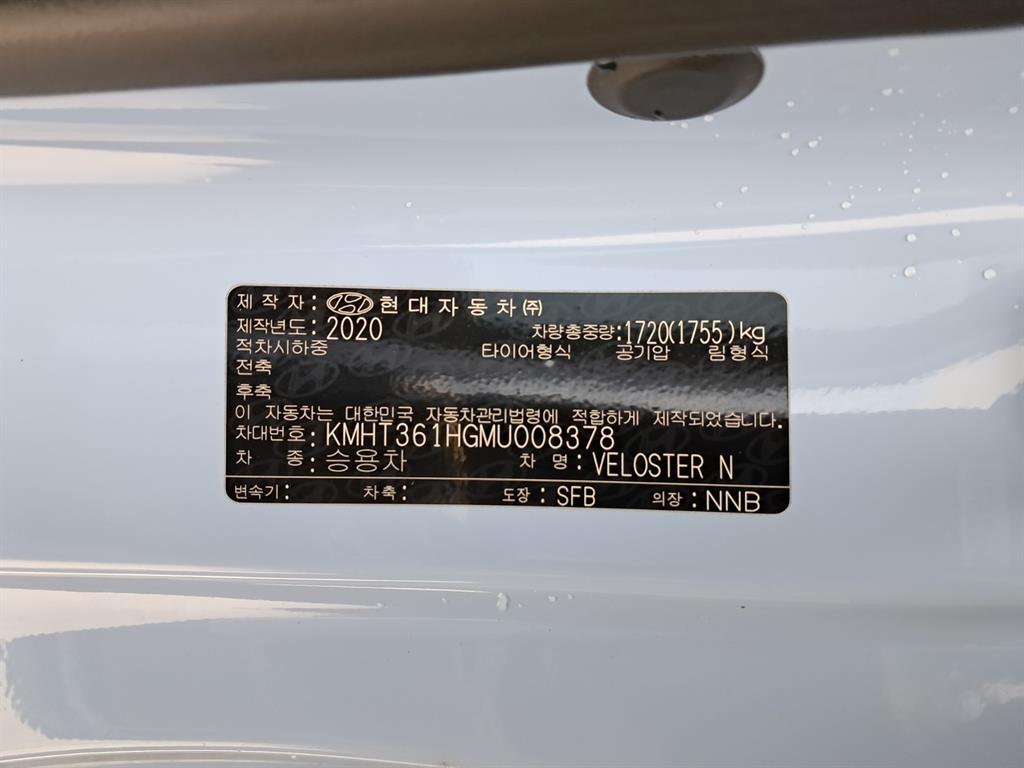 제 작 자 : 현대자동차(주)
제작년도: 2020 차량총중량:1720(1755)kg
적차시하중 타이어형식 공기압 림형식
전축
후축
이 자동차는 대한민국 자동차관리법령에 적합하게 제작되었습니다.
차대번호: KMHT361HGMU008378
차 종 : 승용차 차 명 : VELOSTER N
변속기 : 차축 : 도장 : SFB 의장 : NNB